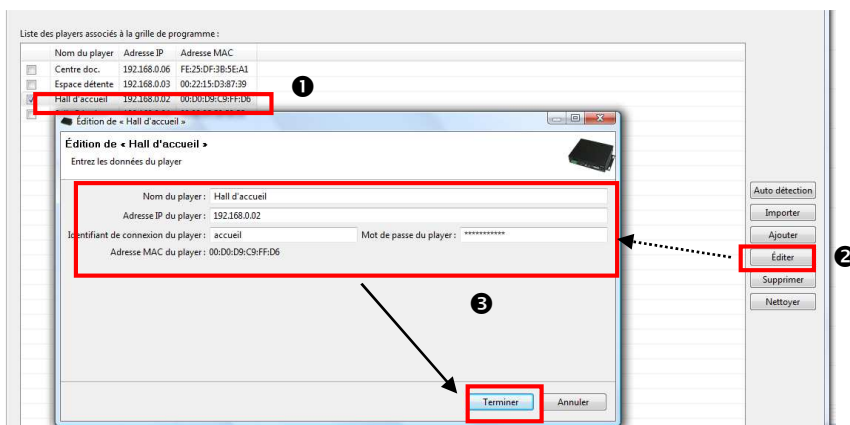 Liste des players associés à la grille de programme :
Nom du player Adresse IP Adresse MAC
Centre doc. 192.168.0.06 FE:25:DF:3B:5E:A1
Espace détente 192.168.0.03 00:22:15:D3:87:39
❶
Hall d'accueil 192.168.0.02 00:D0:D9:C9:FF:D6
Édition de « Hall d'accueil »
Édition de « Hall d'accueil »
Entrez les données du player
Nom du player : Hall d'accueil
Adresse IP du player : 192.168.0.02
Identifiant de connexion du player : accueil Mot de passe du player : ***********
Adresse MAC du player : 00:D0:D9:C9:FF:D6
Auto détection
Importer
Ajouter
Éditer ❷
Supprimer
Nettoyer
❸
Terminer Annuler